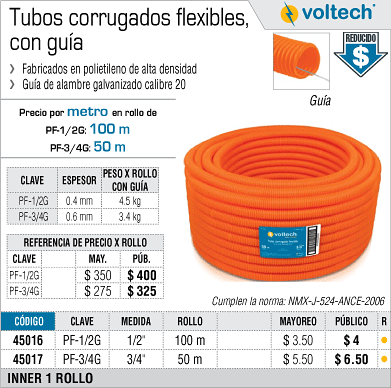 Tubos corrugados flexibles,
con guía
voltech
REDUCIDO
$
› Fabricados en polietileno de alta densidad
› Guía de alambre galvanizado calibre 20
Guía
Precio por metro en rollo de
PF-1/2G: 100 m
PF-3/4G: 50 m
CLAVE ESPESOR PESO X ROLLO CON GUÍA
PF-1/2G 0.4 mm 4.5 kg
PF-3/4G 0.6 mm 3.4 kg
REFERENCIA DE PRECIO X ROLLO
CLAVE MAY. PÚB.
PF-1/2G $ 350 $ 400
PF-3/4G $ 275 $ 325
voltech
Tubo corrugado flexible
Cumplen la norma: NMX-J-524-ANCE-2006
CÓDIGO CLAVE MEDIDA ROLLO MAYOREO PÚBLICO R
45016 PF-1/2G 1/2" 100 m $ 3.50 $ 4
45017 PF-3/4G 3/4" 50 m $ 5.50 $ 6.50
INNER 1 ROLLO